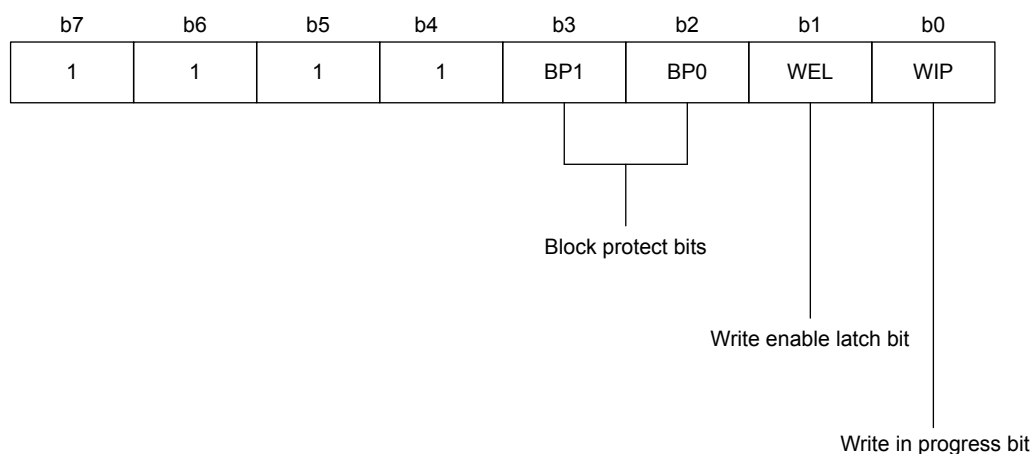 b7 b6 b5 b4 b3 b2 b1 b0
1 1 1 1 BP1 BP0 WEL WIP
Block protect bits
Write enable latch bit
Write in progress bit